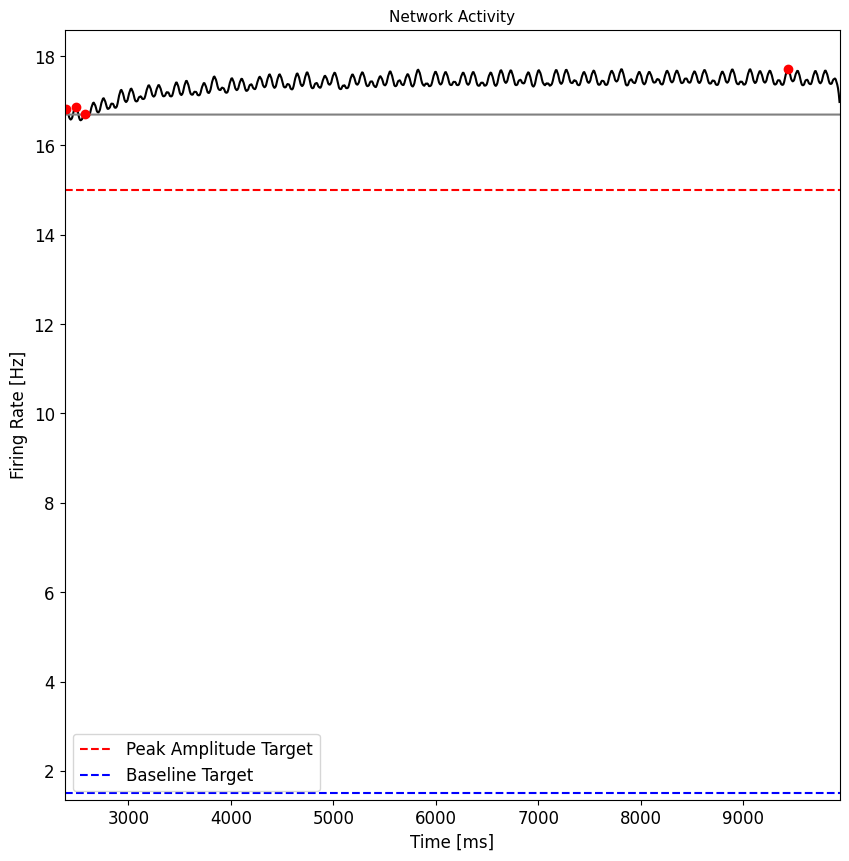 Network Activity
18
16
14
12
10
8
6
4
2
Firing Rate [Hz]
Peak Amplitude Target
Baseline Target
3000 4000 5000 6000 7000 8000 9000
Time [ms]